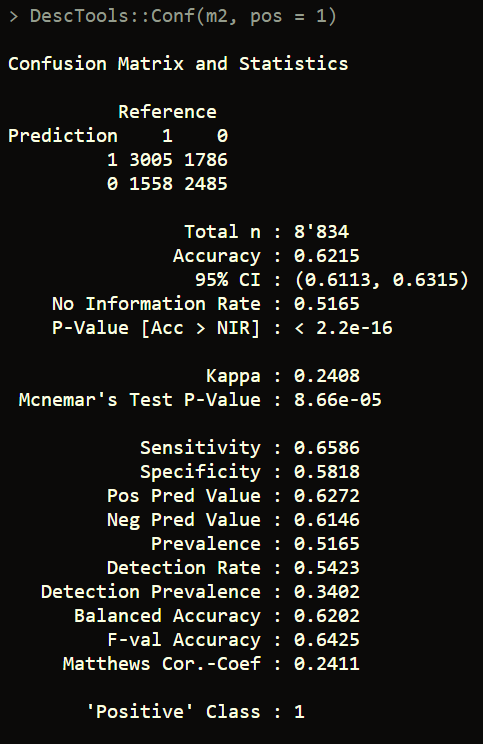 > DescTools::Conf(m2, pos = 1)
Confusion Matrix and Statistics
Reference
Prediction 1 0
1 3005 1786
0 1558 2485
Total n : 8'834
Accuracy : 0.6215
95% CI : (0.6113, 0.6315)
No Information Rate : 0.5165
P-Value [Acc > NIR] : < 2.2e-16
Kappa : 0.2408
Mcnemar's Test P-Value : 8.66e-05
Sensitivity : 0.6586
Specificity : 0.5818
Pos Pred Value : 0.6272
Neg Pred Value : 0.6146
Prevalence : 0.5165
Detection Rate : 0.5423
Detection Prevalence : 0.3402
Balanced Accuracy : 0.6202
F-val Accuracy : 0.6425
Matthews Cor.-Coef : 0.2411
'Positive' Class : 1